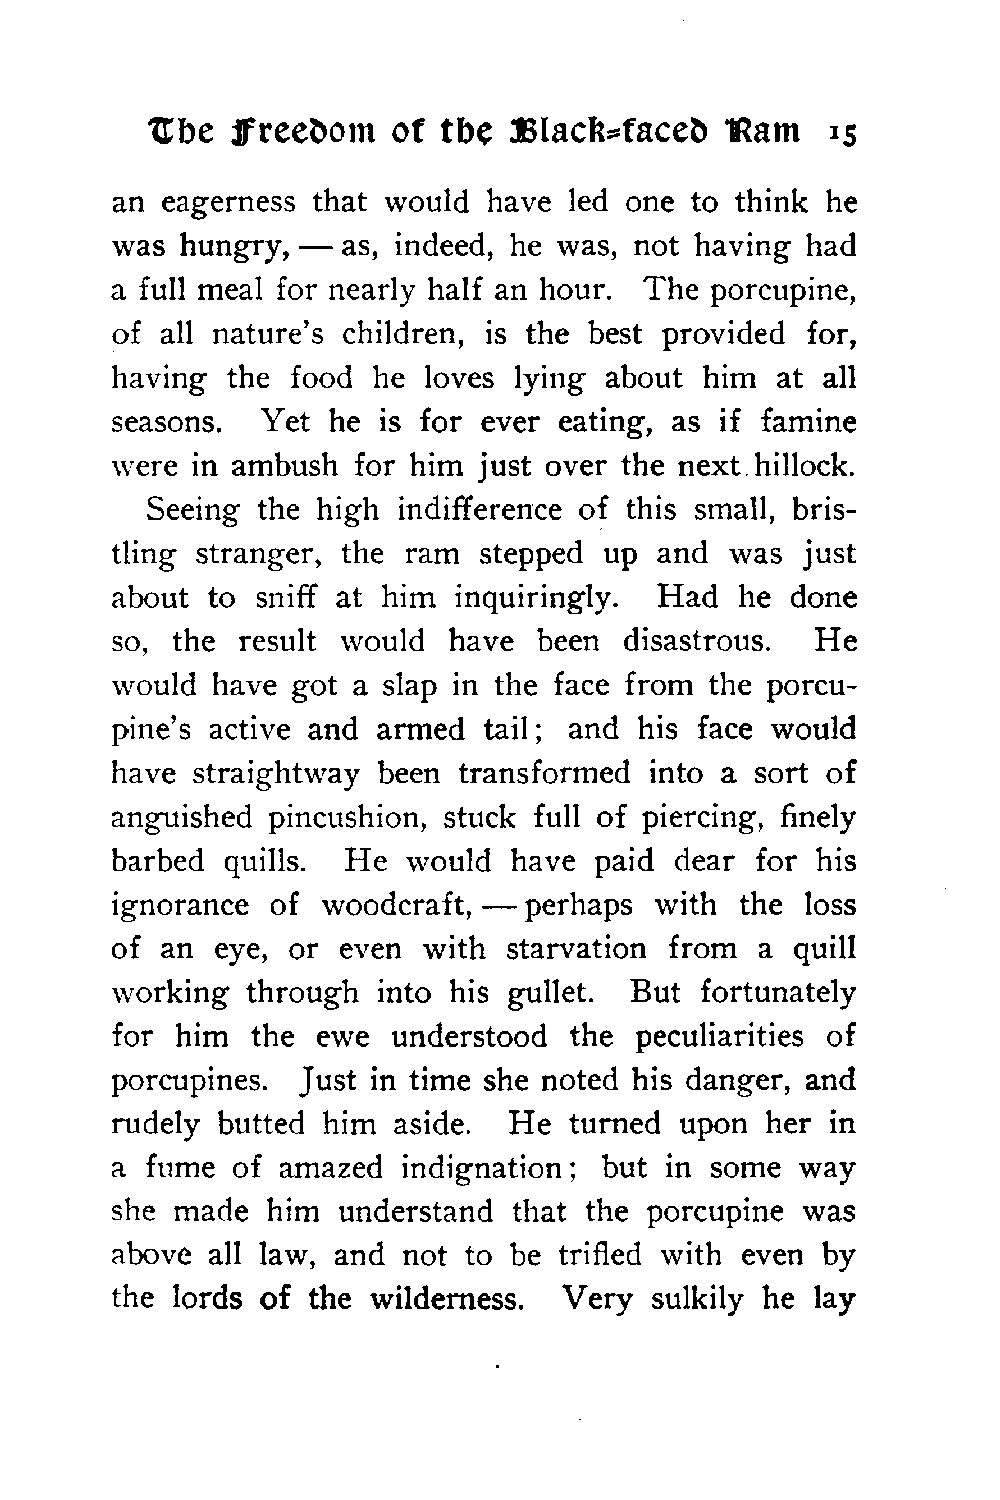 The Freedom of the Black-faced Ram 15
an eagerness that would have led one to think he
was hungry, — as, indeed, he was, not having had
a full meal for nearly half an hour. The porcupine,
of all nature's children, is the best provided for,
having the food he loves lying about him at all
seasons. Yet he is for ever eating, as if famine
were in ambush for him just over the next hillock.
Seeing the high indifference of this small, bris-
tling stranger, the ram stepped up and was just
about to sniff at him inquiringly. Had he done
so, the result would have been disastrous. He
would have got a slap in the face from the porcu-
pine's active and armed tail; and his face would
have straightway been transformed into a sort of
anguished pincushion, stuck full of piercing, finely
barbed quills. He would have paid dear for his
ignorance of woodcraft, — perhaps with the loss
of an eye, or even with starvation from a quill
working through into his gullet. But fortunately
for him the ewe understood the peculiarities of
porcupines. Just in time she noted his danger, and
rudely butted him aside. He turned upon her in
a fume of amazed indignation; but in some way
she made him understand that the porcupine was
above all law, and not to be trifled with even by
the lords of the wilderness. Very sulkily he lay